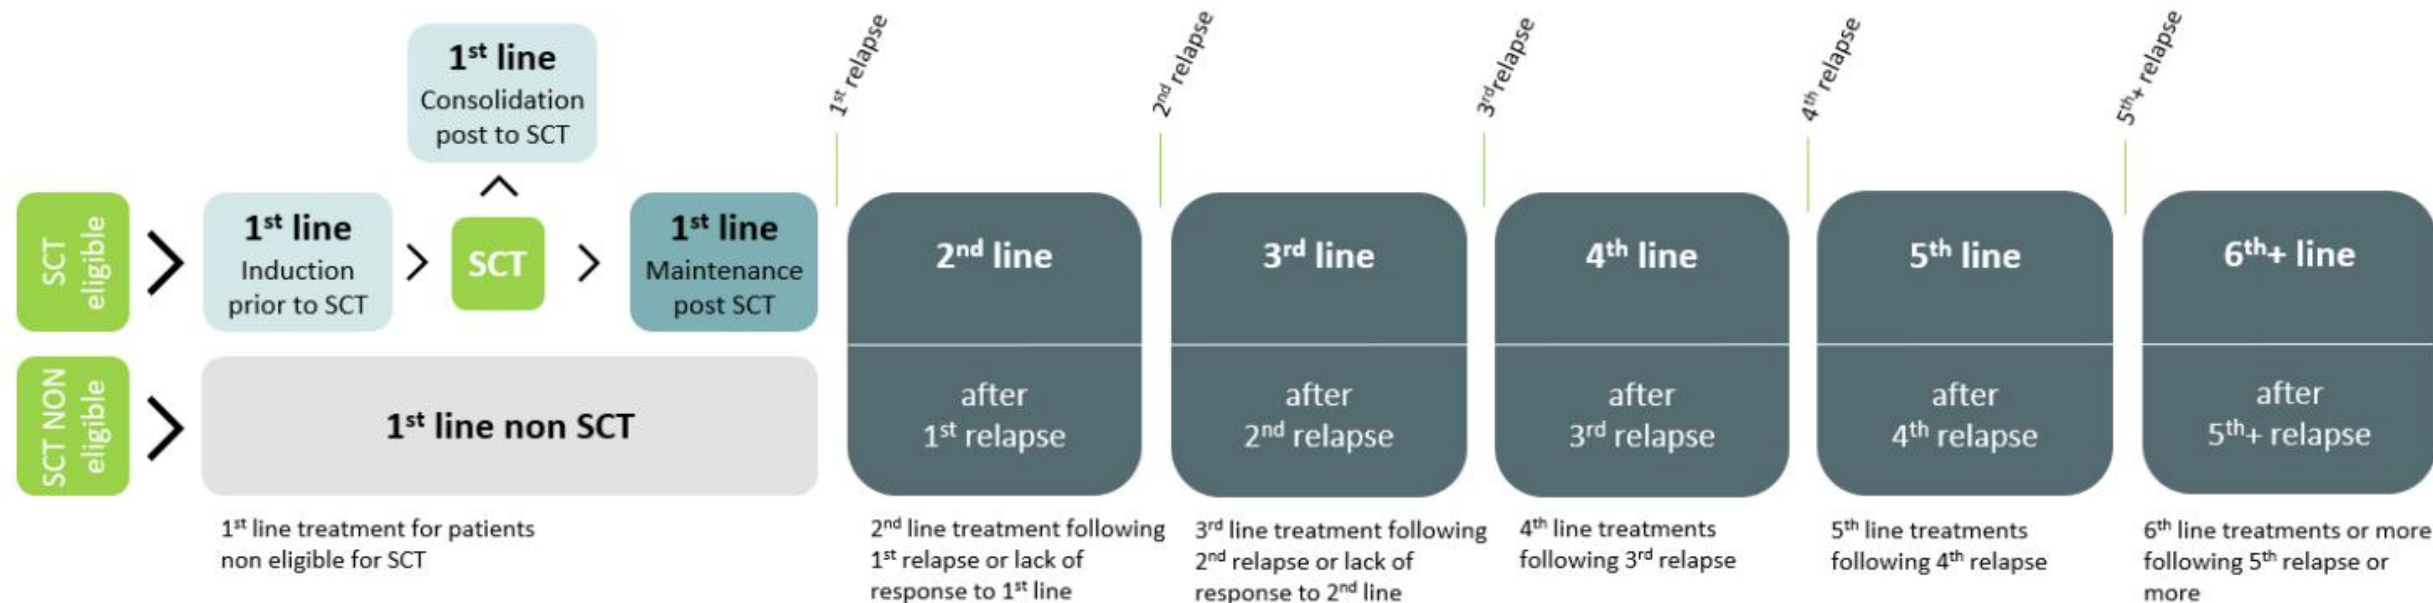 1st relapse
2nd relapse
3rd relapse
4th relapse
5th+ relapse
1st line
Consolidation
post to SCT
SCT
eligible
1st line
Induction
prior to SCT
SCT
1st line
Maintenance
post SCT
2nd line
3rd line
4th line
5th line
6th+ line
SCT NON
eligible
1st line non SCT
after
1st relapse
after
2nd relapse
after
3rd relapse
after
4th relapse
after
5th+ relapse
1st line treatment for patients
non eligible for SCT
2nd line treatment following
1st relapse or lack of
response to 1st line
3rd line treatment following
2nd relapse or lack of
response to 2nd line
4th line treatments
following 3rd relapse
5th line treatments
following 4th relapse
6th line treatments or more
following 5th relapse or
more